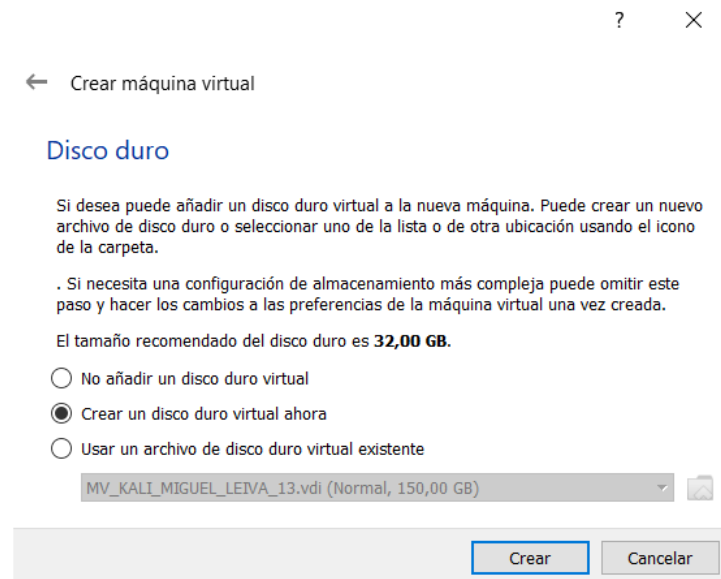 ?
Crear máquina virtual
Disco duro
Si desea puede añadir un disco duro virtual a la nueva máquina. Puede crear un nuevo
archivo de disco duro o seleccionar uno de la lista o de otra ubicación usando el icono
de la carpeta.
. Si necesita una configuración de almacenamiento más compleja puede omitir este
paso y hacer los cambios a las preferencias de la máquina virtual una vez creada.
El tamaño recomendado del disco duro es 32,00 GB.
No añadir un disco duro virtual
Crear un disco duro virtual ahora
Usar un archivo de disco duro virtual existente
MV_KALI_MIGUEL_LEIVA_13.vdi (Normal, 150,00 GB)
Crear Cancelar